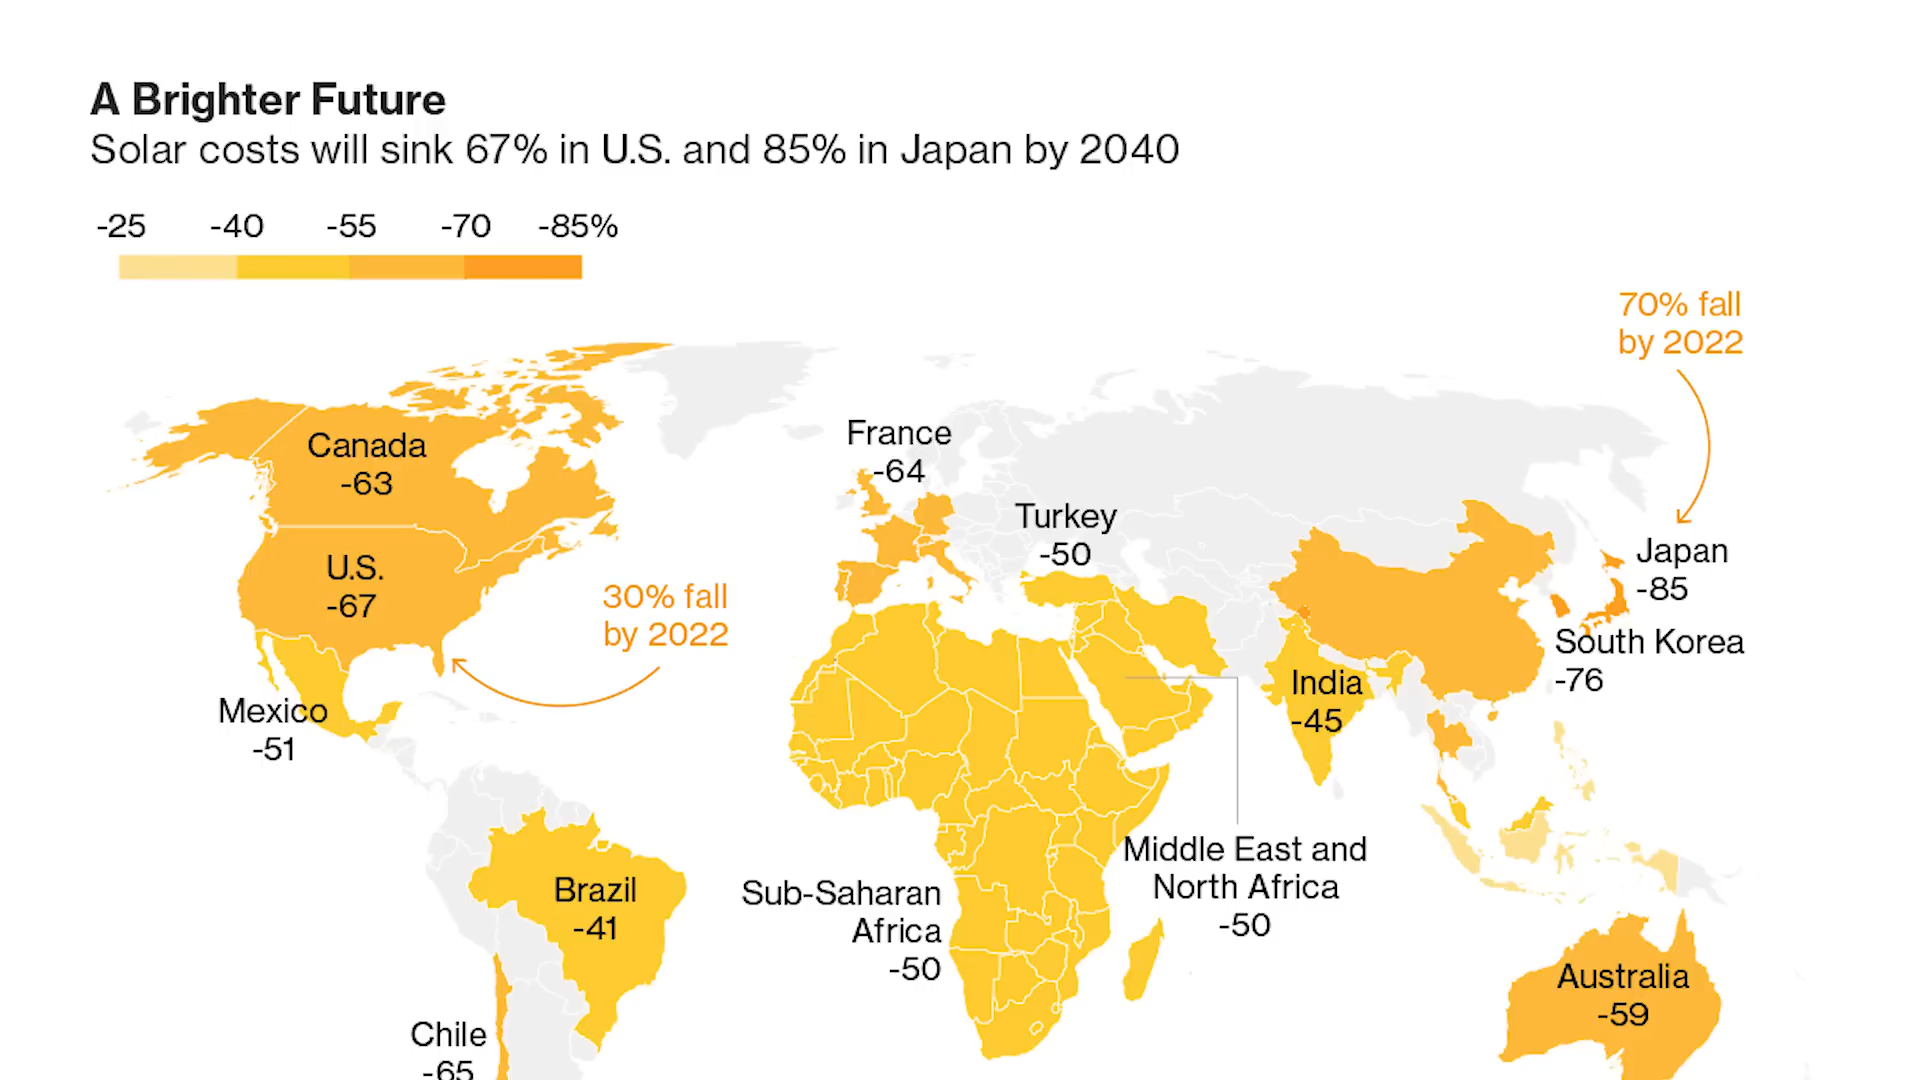 A Brighter Future
Solar costs will sink 67% in U.S. and 85% in Japan by 2040
-25 -40 -55 -70 -85%
70% fall
by 2022
Canada
-63
France
-64
Turkey
-50
Japan
-85
U.S.
-67
30% fall
by 2022
South Korea
-76
India
-45
Mexico
-51
Middle East and
North Africa
-50
Brazil
-41
Sub-Saharan
Africa
-50
Australia
-59
Chile
-65